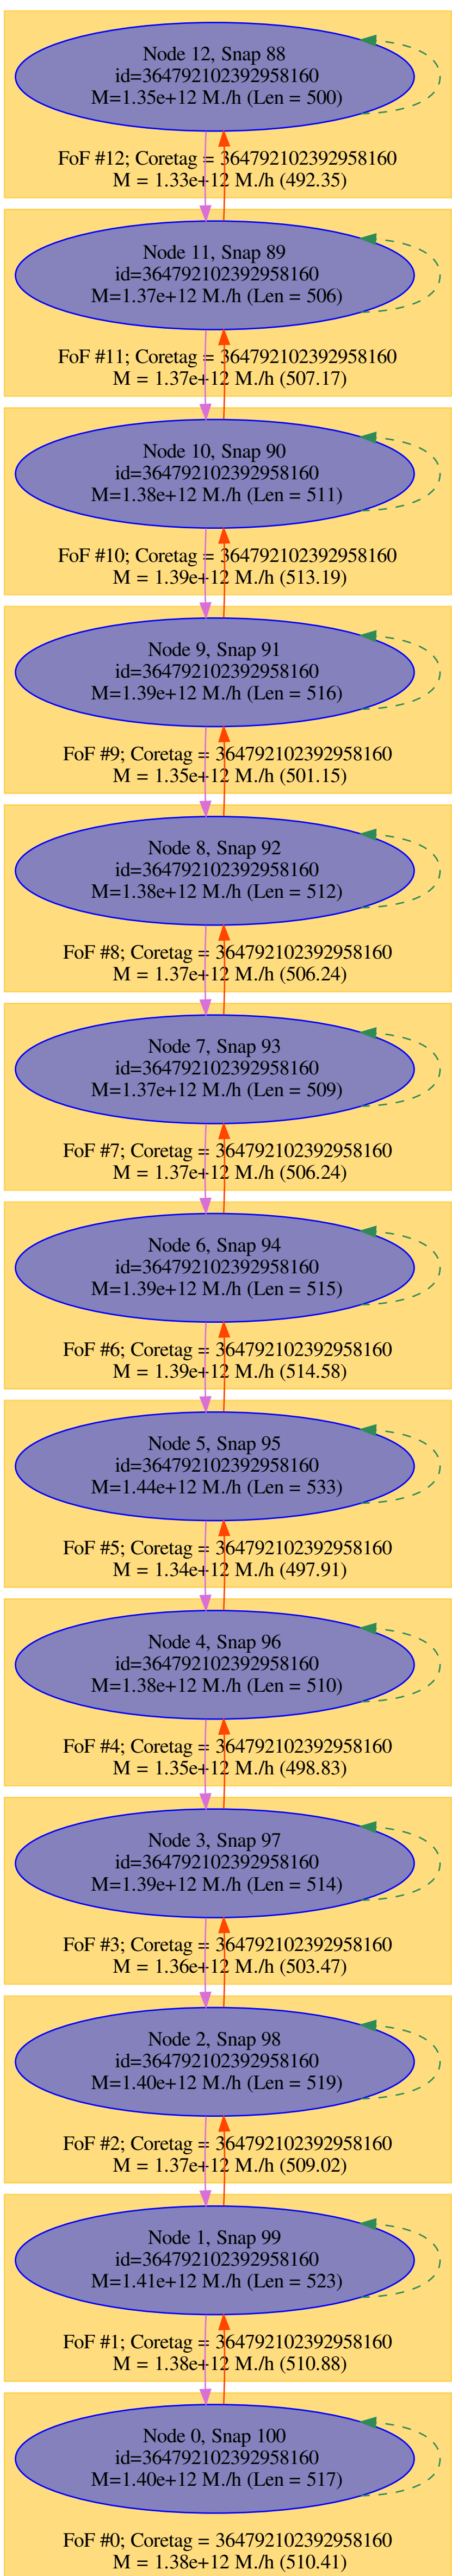 Node 12, Snap 88
id=364792102392958160
M=1.35e+12 M./h (Len = 500)
FoF #12; Coretag = 364792102392958160
M = 1.33e+12 M./h (492.35)
Node 11, Snap 89
id=364792102392958160
M=1.37e+12 M./h (Len = 506)
FoF #11; Coretag = 364792102392958160
M = 1.37e+12 M./h (507.17)
Node 10, Snap 90
id=364792102392958160
M=1.38e+12 M./h (Len = 511)
FoF #10; Coretag = 364792102392958160
M = 1.39e+12 M./h (513.19)
Node 9, Snap 91
id=364792102392958160
M=1.39e+12 M./h (Len = 516)
FoF #9; Coretag = 364792102392958160
M = 1.35e+12 M./h (501.15)
Node 8, Snap 92
id=364792102392958160
M=1.38e+12 M./h (Len = 512)
FoF #8; Coretag = 364792102392958160
M = 1.37e+12 M./h (506.24)
Node 7, Snap 93
id=364792102392958160
M=1.37e+12 M./h (Len = 509)
FoF #7; Coretag = 364792102392958160
M = 1.37e+12 M./h (506.24)
Node 6, Snap 94
id=364792102392958160
M=1.39e+12 M./h (Len = 515)
FoF #6; Coretag = 364792102392958160
M = 1.39e+12 M./h (514.58)
Node 5, Snap 95
id=364792102392958160
M=1.44e+12 M./h (Len = 533)
FoF #5; Coretag = 364792102392958160
M = 1.34e+12 M./h (497.91)
Node 4, Snap 96
id=364792102392958160
M=1.38e+12 M./h (Len = 510)
FoF #4; Coretag = 364792102392958160
M = 1.35e+12 M./h (498.83)
Node 3, Snap 97
id=364792102392958160
M=1.39e+12 M./h (Len = 514)
FoF #3; Coretag = 364792102392958160
M = 1.36e+12 M./h (503.47)
Node 2, Snap 98
id=364792102392958160
M=1.40e+12 M./h (Len = 519)
FoF #2; Coretag = 364792102392958160
M = 1.37e+12 M./h (509.02)
Node 1, Snap 99
id=364792102392958160
M=1.41e+12 M./h (Len = 523)
FoF #1; Coretag = 364792102392958160
M = 1.38e+12 M./h (510.88)
Node 0, Snap 100
id=364792102392958160
M=1.40e+12 M./h (Len = 517)
FoF #0; Coretag = 364792102392958160
M = 1.38e+12 M./h (510.41)